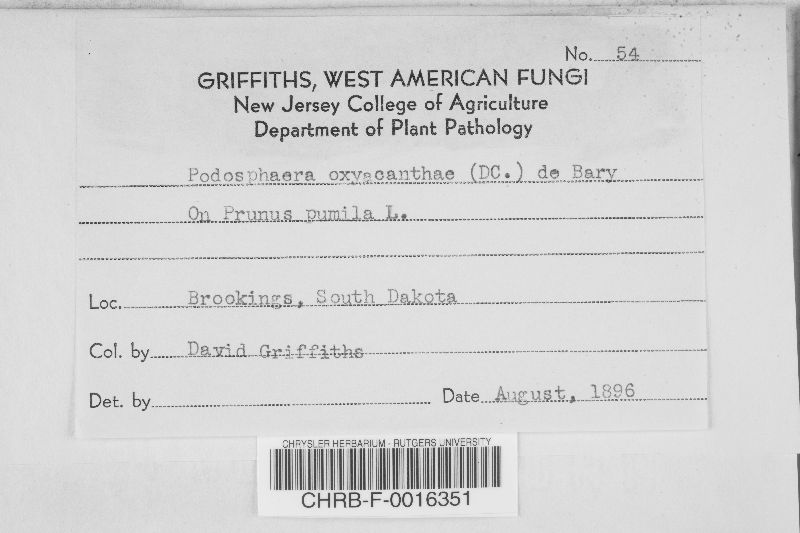 No. 54
GRIFFITHS, WEST AMERICAN FUNGI
New Jersey College of Agriculture
Department of Plant Pathology
Podosphaera oxyacanthae (DC.) de Bary
On Prunus pumila L.
Loc. Brookings, South Dakota
Col. by David Griffiths
Det. by Date August, 1896
CHRYSLER HERBARIUM - RUTGERS UNIVERSITY
CHRB-F-0016351